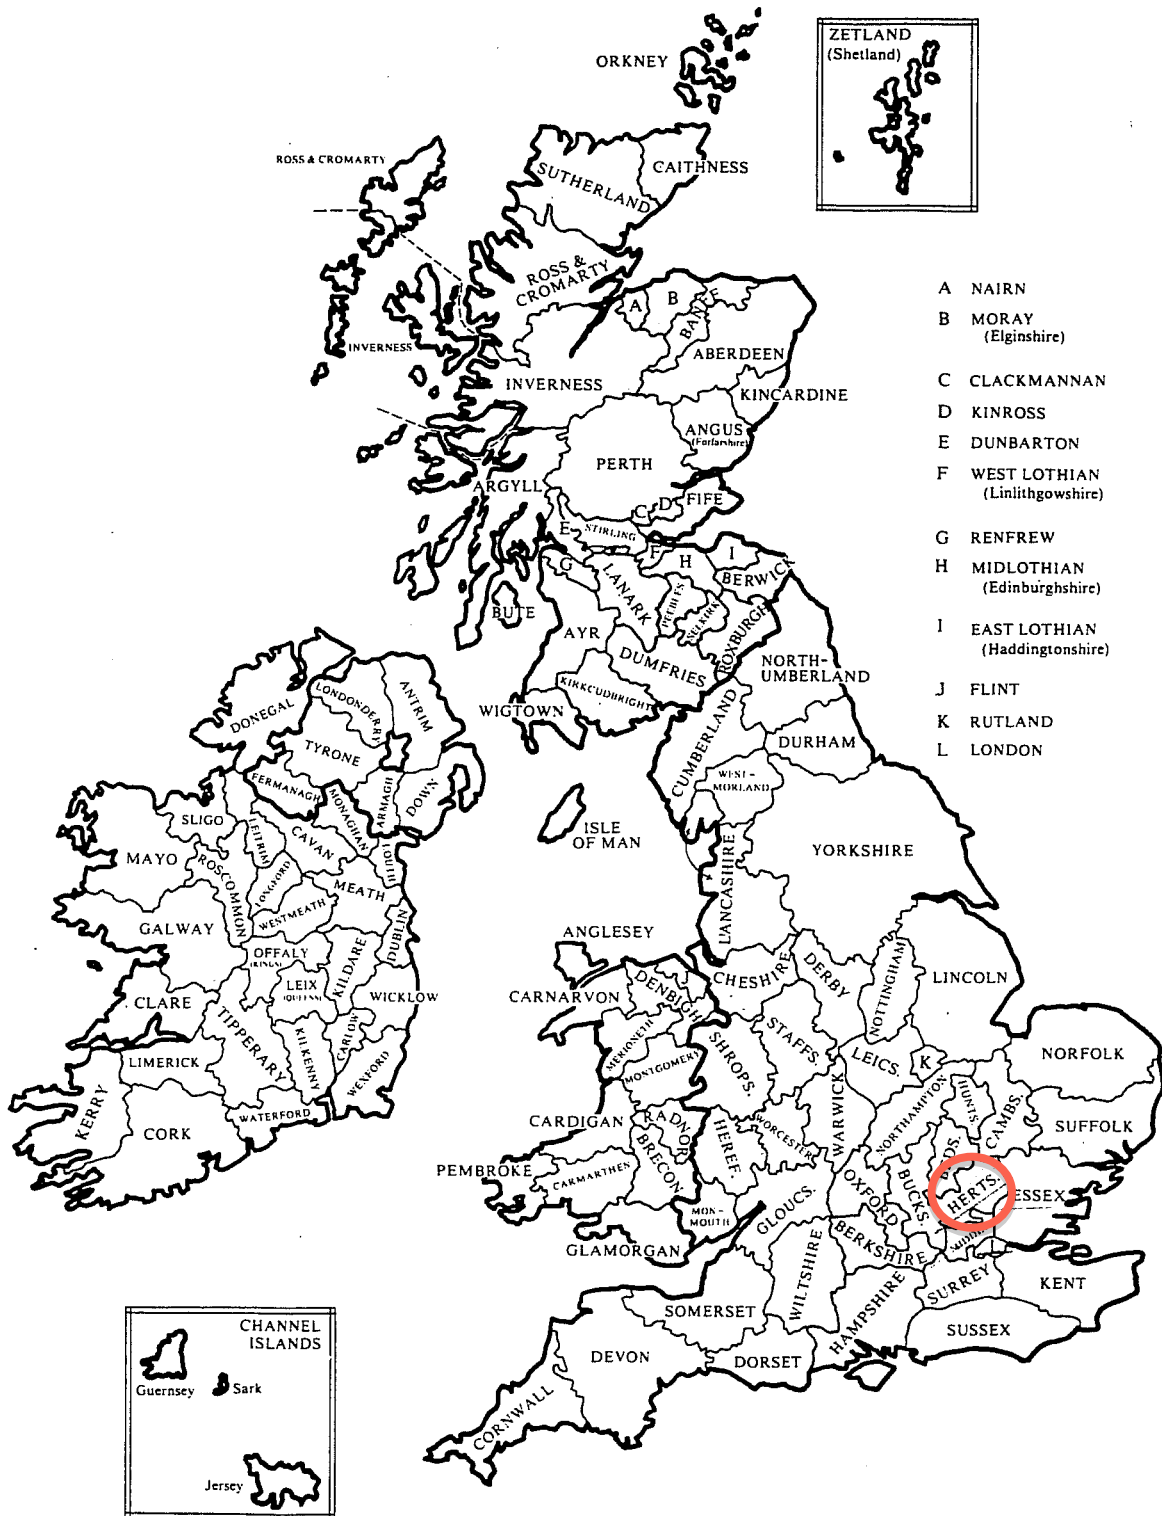 ORKNEY
ZETLAND
(Shetland)
ROSS & CROMARTY
CAITHNESS
SUTHERLAND
ROSS &
CROMARTY
A NAIRN
B MORAY
(Elginshire)
C CLACKMANNAN
D KINROSS
E DUNBARTON
F WEST LOTHIAN
(Linlithgowshire)
G RENFREW
H MIDLOTHIAN
(Edinburghshire)
I EAST LOTHIAN
(Haddingtonshire)
J FLINT
K RUTLAND
L LONDON
A
B
BANFF
INVERNESS
ABERDEEN
INVERNESS
KINCARDINE
ANGUS
(Forfarshire)
PERTH
ARGYLL
C
D
FIFE
E
STIRLING
F
H
I
G
BERWICK
LANARK
PEEBLES
SELKIRK
BUTE
AYR
ROXBURGH
DUMFRIES
NORTH-
UMBERLAND
KIRKCUDBRIGHT
WIGTOWN
CUMBERLAND
DURHAM
WEST-
MORLAND
DONEGAL
LONDONDERRY
ANTRIM
TYRONE
FERMANAGH
MONAGHAN
ARMAGH
DOWN
SLIGO
LEITRIM
CAVAN
LOUTH
MAYO
ROSCOMMON
LONGFORD
MEATH
WESTMEATH
GALWAY
DUBLIN
OFFALY
(KINGS)
KILDARE
LEIX
(QUEENS)
WICKLOW
CLARE
TIPPERARY
KILKENNY
CARLOW
WEXFORD
LIMERICK
KERRY
CORK
WATERFORD
ISLE
OF MAN
YORKSHIRE
LANCASHIRE
ANGLESEY
CARNARVON
DENBIGH
J
CHESHIRE
DERBY
NOTTINGHAM
LINCOLN
MERIONETH
MONTGOMERY
SHROPS.
STAFFS.
LEICS.
K
NORFOLK
CARDIGAN
RADNOR
HEREF.
WORCESTER
WARWICK
NORTHAMPTON
HUNTS.
CAMBS.
SUFFOLK
PEMBROKE
CARMARTHEN
BRECON
GLOUCS.
OXFORD
BUCKS.
BEDS.
HERTS.
ESSEX
MON-
MOUTH
GLAMORGAN
BERKSHIRE
L
WILTSHIRE
SURREY
KENT
SOMERSET
HAMPSHIRE
SUSSEX
DEVON
DORSET
CORNWALL
CHANNEL
ISLANDS
Guernsey
Sark
Jersey